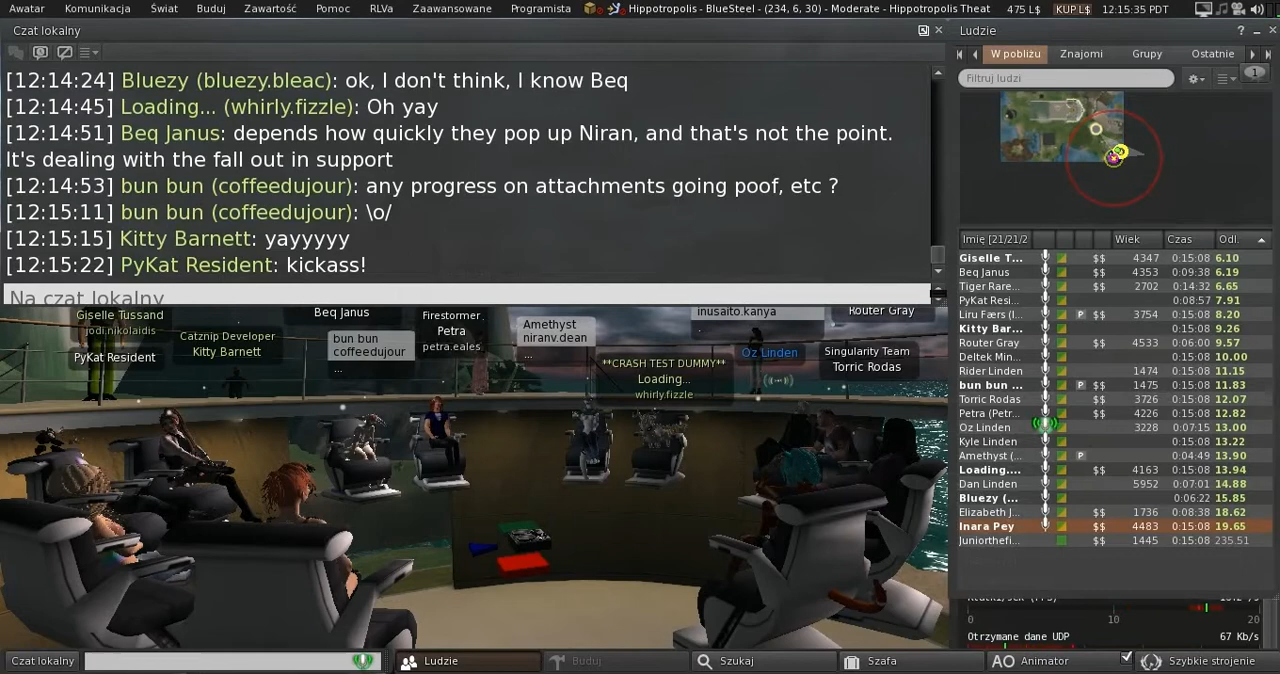 Awatar Komunikacja Świat Buduj Zawartość Pomoc RLVa Zaawansowane Programista Hippotropolis - BlueSteel - (234, 6, 30) - Moderate - Hippotropolis Theat 475 L$ KUP L$ 12:15:35 PDT
Czat lokalny
[12:14:24] Bluezy (bluezy.bleac): ok, I don't think, I know Beq
[12:14:45] Loading... (whirly.fizzle): Oh yay
[12:14:51] Beq Janus: depends how quickly they pop up Niran, and that's not the point.
It's dealing with the fall out in support
[12:14:53] bun bun (coffeedujour): any progress on attachments going poof, etc ?
[12:15:11] bun bun (coffeedujour): \o/
[12:15:15] Kitty Barnett: yayyyyy
[12:15:22] PyKat Resident: kickass!
Na czat lokalny
Giselle Tussand
jodi.nikolaidis
PyKat Resident
Catznip Developer
Kitty Barnett
Beq Janus
bun bun
coffeedujour
...
Firestormer
Petra
petra.eales
Amethyst
niranv.dean
...
**CRASH TEST DUMMY**
Loading...
whirly.fizzle
inusaito.kanya
Oz Linden
Router Gray
Singularity Team
Torric Rodas
Ludzie
W pobliżu Znajomi Grupy Ostatnie
Filtruj ludzi
1
Imię [21/21/2 Wiek Czas Odl.
Giselle T... $$ 4347 0:15:08 6.10
Beq Janus $$ 4353 0:09:38 6.19
Tiger Rare... $$ 2702 0:14:32 6.65
PyKat Resi... 0:08:57 7.91
Liru Færs (l... P $$ 3754 0:15:08 8.20
Kitty Bar... 0:15:08 9.26
Router Gray $$ 4533 0:06:00 9.57
Deltek Min... 0:15:08 10.00
Rider Linden 1474 0:15:08 11.15
bun bun ... P $$ 1475 0:15:08 11.83
Torric Rodas $$ 3726 0:15:08 12.07
Petra (Petr... $$ 4226 0:15:08 12.82
Oz Linden 3228 0:07:15 13.00
Kyle Linden 0:15:08 13.22
Amethyst (... P 0:04:49 13.90
Loading.... $$ 4163 0:15:08 13.94
Dan Linden 5952 0:07:01 14.88
Bluezy (... 0:06:22 15.85
Elizabeth J... $$ 1736 0:08:38 18.62
Inara Pey $$ 4483 0:15:08 19.65
Juniorthefi... $$ 1445 0:15:08 235.51
0 10 20
Otrzymane dane UDP 67 Kb/s
Czat lokalny Ludzie Buduj Szukaj Szafa AO Animator Szybkie strojenie